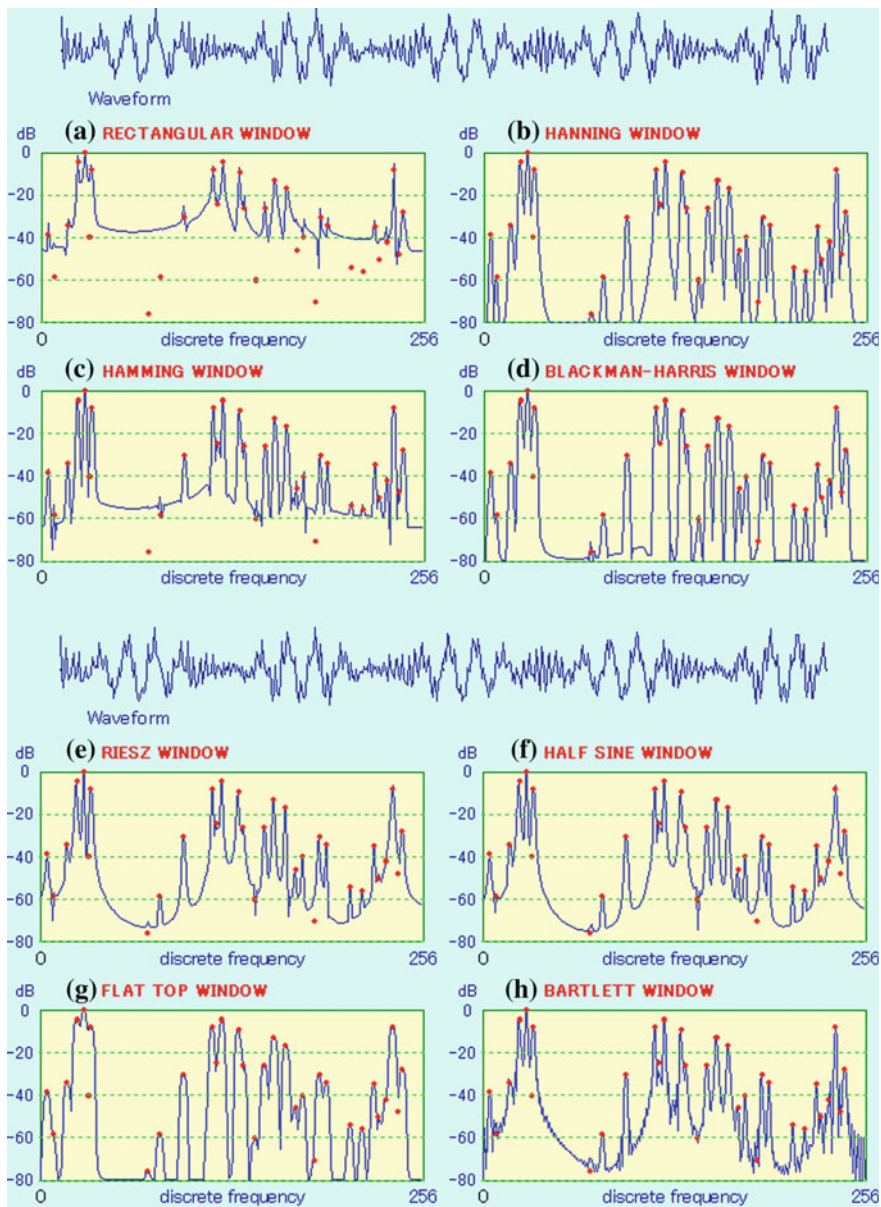 Waveform
dB (a) RECTANGULAR WINDOW
(b) HANNING WINDOW
0
−20
−40
−60
−80
0 discrete frequency 256
dB
0
−20
−40
−60
−80
0 discrete frequency 256
dB (c) HAMMING WINDOW
0
−20
−40
−60
−80
0 discrete frequency 256
dB (d) BLACKMAN-HARRIS WINDOW
0
−20
−40
−60
−80
0 discrete frequency 256
Waveform
dB (e) RIESZ WINDOW
0
−20
−40
−60
−80
0 discrete frequency 256
dB (f) HALF SINE WINDOW
0
−20
−40
−60
−80
0 discrete frequency 256
dB (g) FLAT TOP WINDOW
0
−20
−40
−60
−80
0 discrete frequency 256
dB (h) BARTLETT WINDOW
0
−20
−40
−60
−80
0 discrete frequency 256